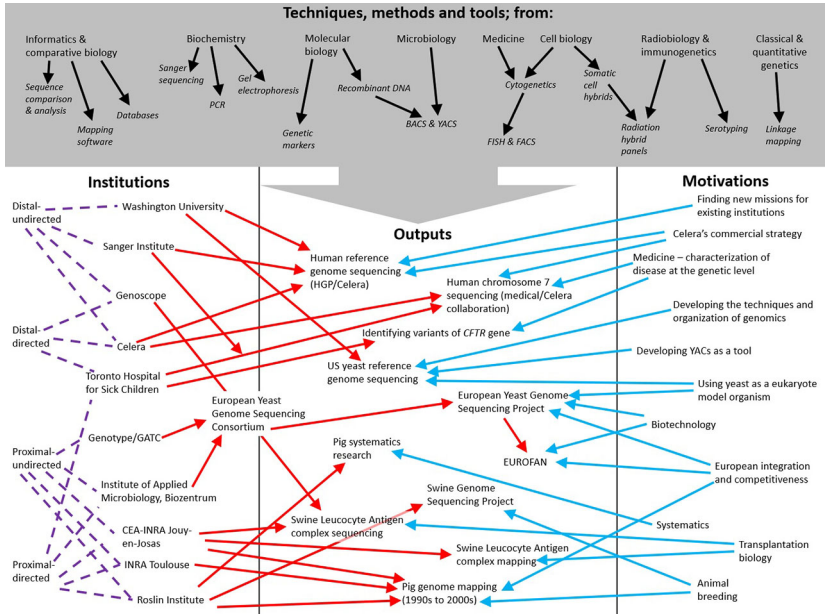 Techniques, methods and tools; from:
Informatics &
comparative biology
Biochemistry
Molecular
biology
Microbiology
Medicine
Cell biology
Radiobiology &
immunogenetics
Classical &
quantitative
genetics
Sequence
comparison
& analysis
Mapping
software
Databases
Sanger
sequencing
PCR
Gel
electrophoresis
Genetic
markers
Recombinant DNA
BACS & YACS
Cytogenetics
FISH & FACS
Somatic
cell
hybrids
Radiation
hybrid
panels
Serotyping
Linkage
mapping
Institutions
Distal-
undirected
Distal-
directed
Proximal-
undirected
Proximal-
directed
Washington University
Sanger Institute
Genoscope
Celera
Toronto Hospital
for Sick Children
Genotype/GATC
Institute of Applied
Microbiology, Biozentrum
CEA-INRA Jouy-
en-Josas
INRA Toulouse
Roslin Institute
European Yeast
Genome Sequencing
Consortium
Outputs
Human reference
genome sequencing
(HGP/Celera)
Human chromosome 7
sequencing (medical/Celera
collaboration)
Identifying variants of CFTR gene
US yeast reference
genome sequencing
European Yeast Genome
Sequencing Project
EUROFAN
Pig systematics
research
Swine Genome
Sequencing Project
Swine Leucocyte Antigen
complex sequencing
Swine Leucocyte Antigen
complex mapping
Pig genome mapping
(1990s to 2000s)
Motivations
Finding new missions for
existing institutions
Celera's commercial strategy
Medicine – characterization of
disease at the genetic level
Developing the techniques and
organization of genomics
Developing YACs as a tool
Using yeast as a eukaryote
model organism
Biotechnology
European integration
and competitiveness
Systematics
Transplantation
biology
Animal
breeding